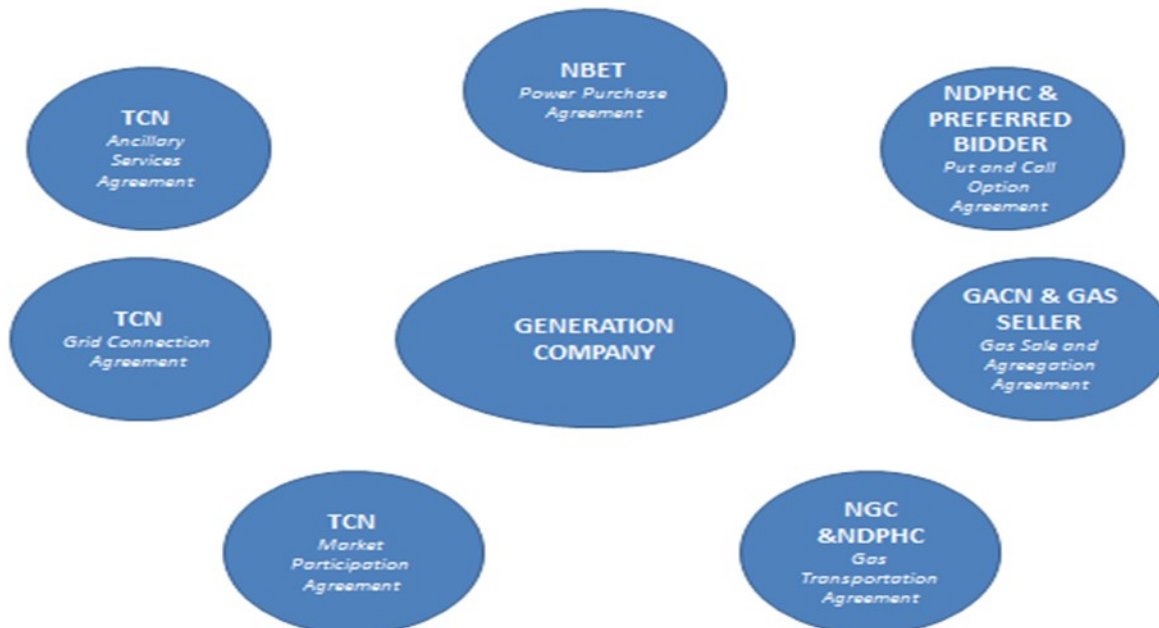 NBET
Power Purchase
Agreement
TCN
Ancillary
Services
Agreement
NDPHC &
PREFERRED
BIDDER
Put and Call
Option
Agreement
TCN
Grid Connection
Agreement
GENERATION
COMPANY
GACN & GAS
SELLER
Gas Sale and
Agreegation
Agreement
TCN
Market
Participation
Agreement
NGC
&NDPHC
Gas
Transportation
Agreement